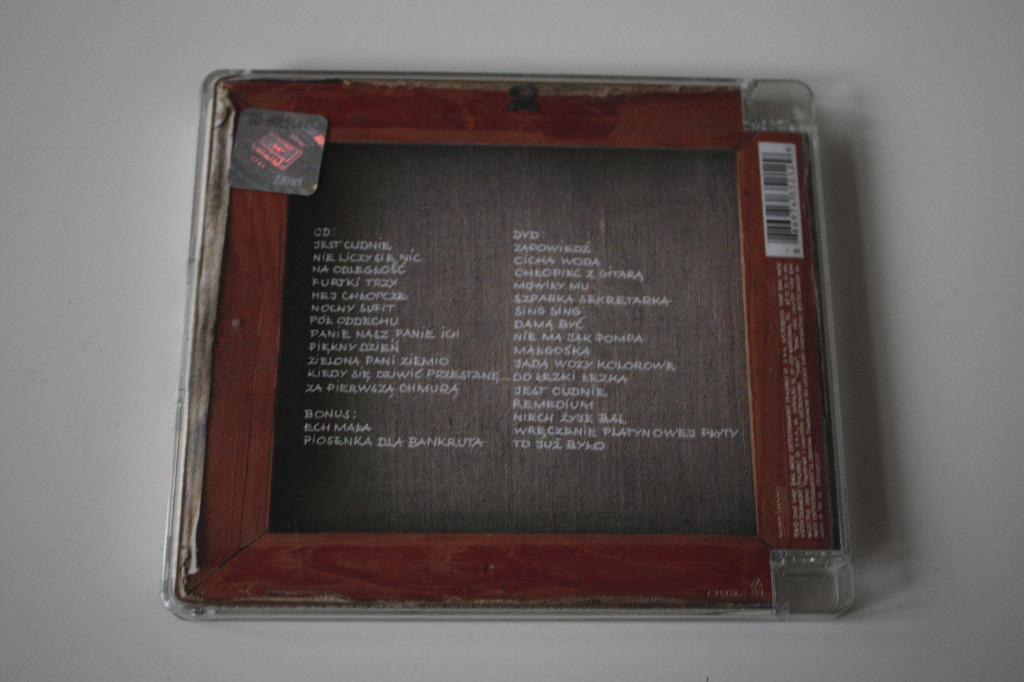 CD:
JEST CUDNIE
NIE LICZY SIĘ NIC
NA ODLEGŁOŚĆ
FURTKI TRZY
HEJ CHŁOPCZE
NOCNY SUFIT
PÓŁ ODDECHU
PANIE NASZ, PANIE ICH
PIĘKNY DZIEŃ
ZIELONĄ PANI ZIEMIO
KIEDY SIĘ DZIWIĆ PRZESTANĘ...
ZA PIERWSZĄ CHMURĄ
BONUS:
ECH MAŁA
PIOSENKA DLA BANKRUTA
DVD:
ZAPOWIEDŹ
CICHA WODA
CHŁOPIEC Z GITARĄ
MÓWIŁY MU
SZPARKA SEKRETARKA
SING SING
DAMĄ BYĆ
NIE MA JAK POMPA
MAŁGOŚKA
JADĄ WOZY KOLOROWE
DO ŁEZKI ŁEZKA
JEST CUDNIE
REMEDIUM
NIECH ŻYJE BAL
WRĘCZENIE PLATYNOWEJ PŁYTY
TO JUŻ BYŁO